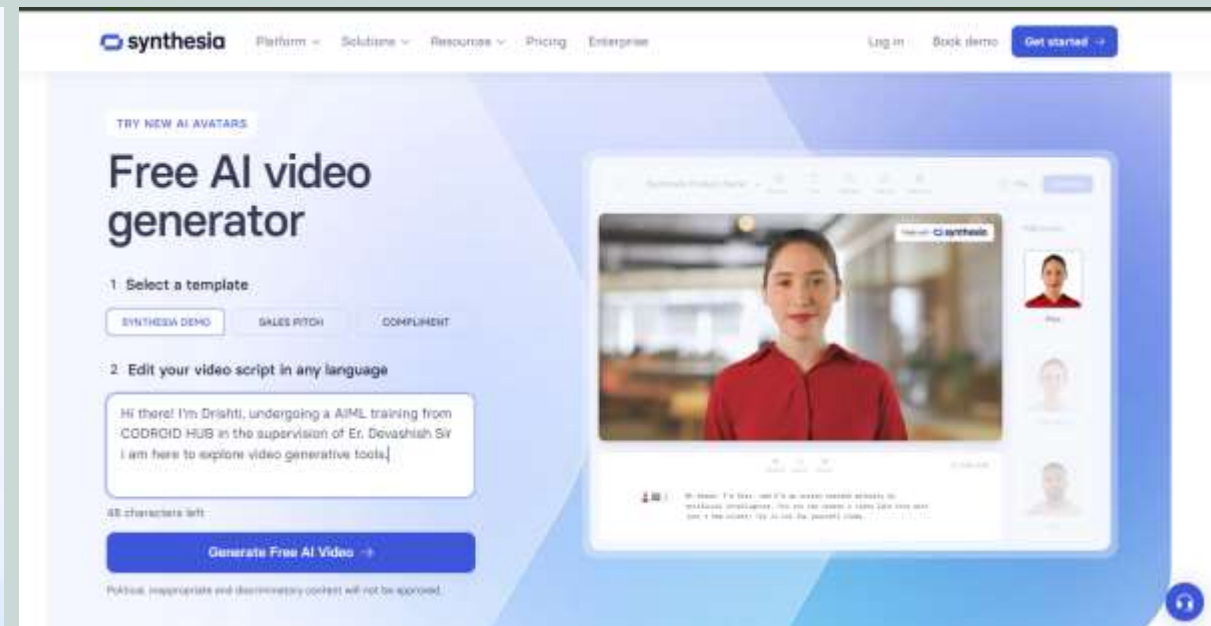 synthesia
Platform
Solutions
Resources
Pricing
Enterprise
Log in
Book demo
Get started →
TRY NEW AI AVATARS
Free AI video
generator
1 Select a template
SYNTHESIA DEMO
SALES PITCH
COMPLIMENT
2 Edit your video script in any language
Hi there! I'm Drishti, undergoing a AIML training from
CODROID HUB in the supervision of Er. Devashish Sir
i am here to explore video generative tools.
48 characters left
Generate Free AI Video →
Political, inappropriate and discriminatory content will not be approved.
synthesia